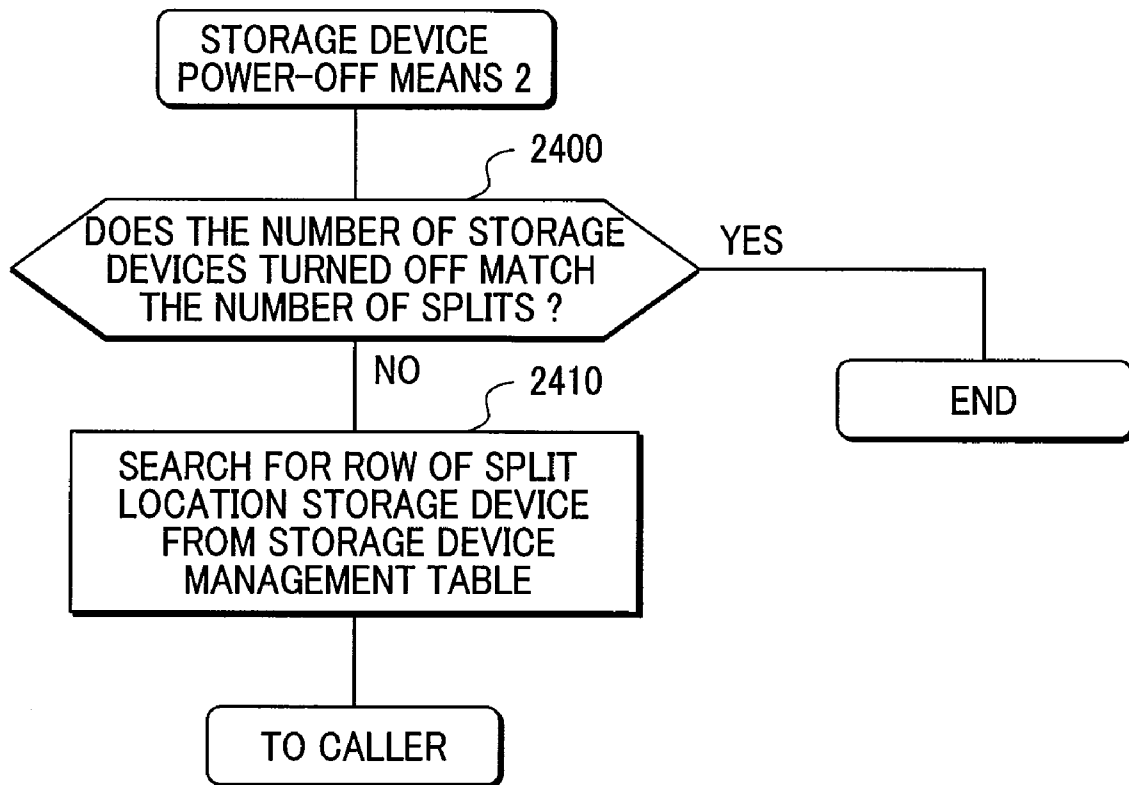 STORAGE DEVICE
POWER-OFF MEANS 2
2400
DOES THE NUMBER OF STORAGE
DEVICES TURNED OFF MATCH
THE NUMBER OF SPLITS ?
YES
NO
END
2410
SEARCH FOR ROW OF SPLIT
LOCATION STORAGE DEVICE
FROM STORAGE DEVICE
MANAGEMENT TABLE
TO CALLER